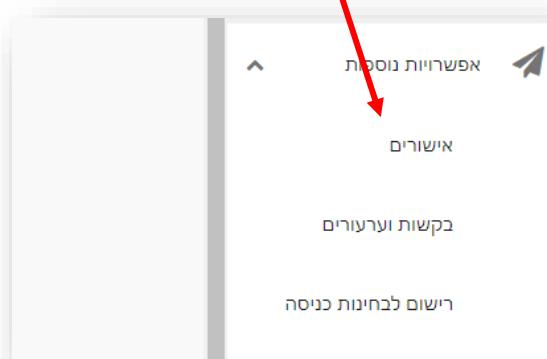 אפשרויות נוספות
אישורים
בקשות וערעורים
רישום לבחינות כניסה